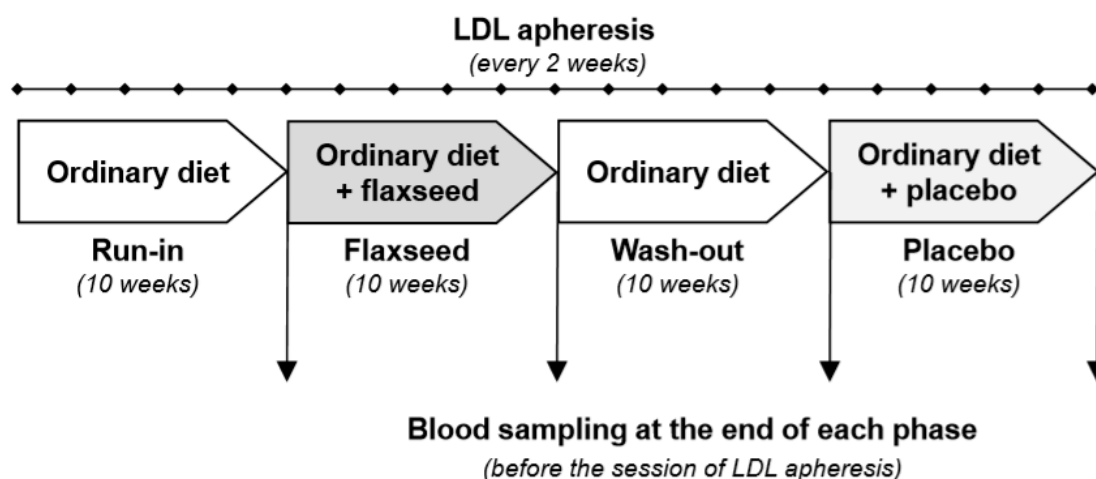 LDL apheresis
(every 2 weeks)
Ordinary diet
Ordinary diet
+ flaxseed
Ordinary diet
Ordinary diet
+ placebo
Run-in
(10 weeks)
Flaxseed
(10 weeks)
Wash-out
(10 weeks)
Placebo
(10 weeks)
Blood sampling at the end of each phase
(before the session of LDL apheresis)